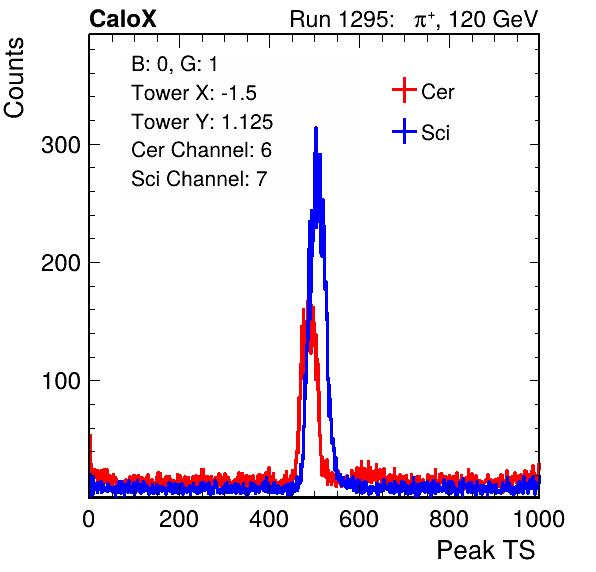 CaloX Run 1295: π⁺, 120 GeV
B: 0, G: 1
Tower X: -1.5
Tower Y: 1.125
Cer Channel: 6
Sci Channel: 7
Cer
Sci
Counts
300
200
100
0 200 400 600 800 1000
Peak TS